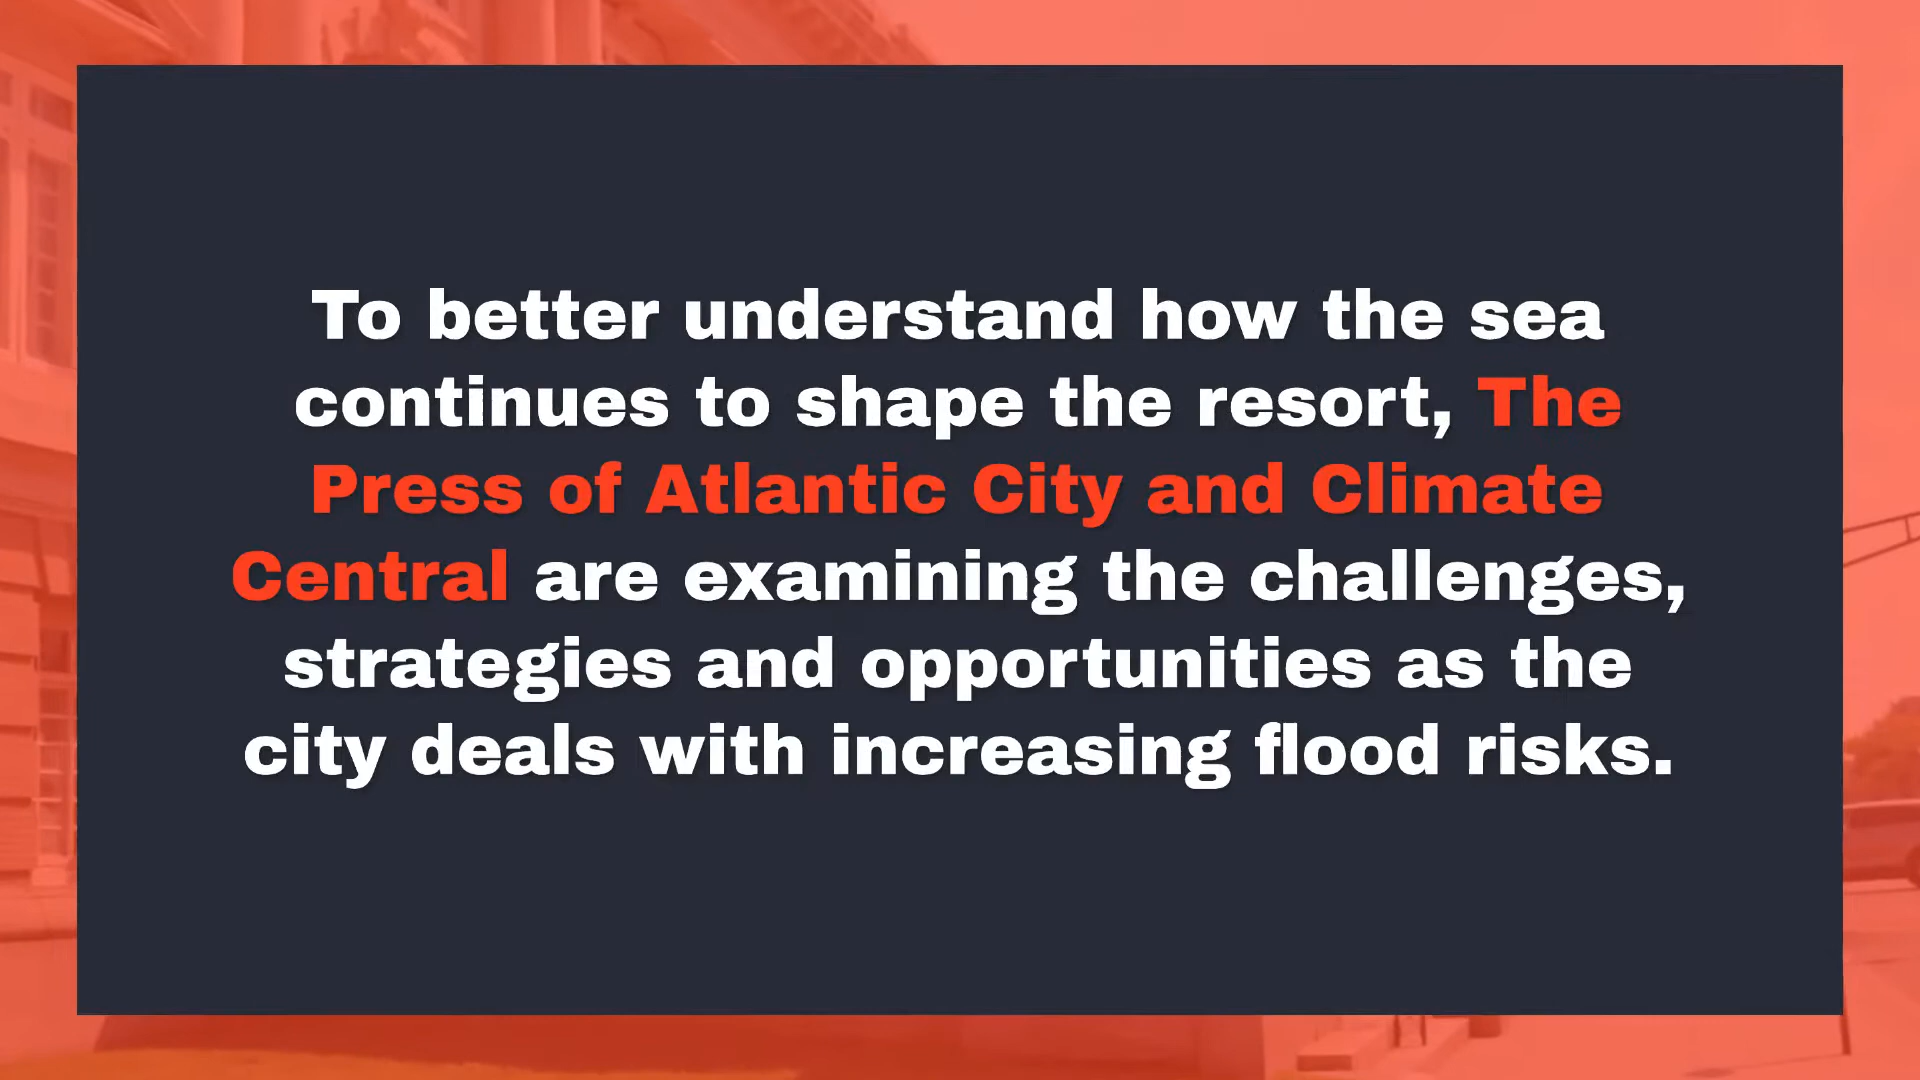 To better understand how the sea
continues to shape the resort, The
Press of Atlantic City and Climate
Central are examining the challenges,
strategies and opportunities as the
city deals with increasing flood risks.